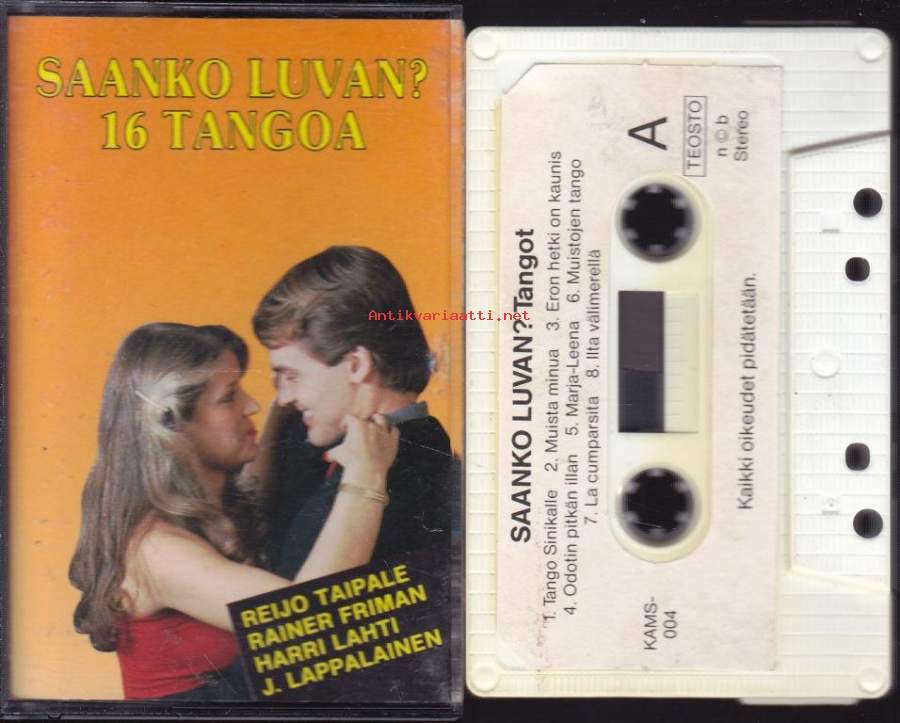 SAANKO LUVAN?
16 TANGOA
REIJO TAIPALE
RAINER FRIMAN
HARRI LAHTI
J. LAPPALAINEN
Antikvariaatti.net
SAANKO LUVAN? Tangot
1. Tango Sinikalle 2. Muista minua 3. Eron hetki on kaunis
4. Odotin pitkän illan 5. Marja-Leena 6. Muistojen tango
7. La cumparsita 8. Ilta välimerellä
A
TEOSTO
n © b
Stereo
KAMS-
004
Kaikki oikeudet pidätetään.